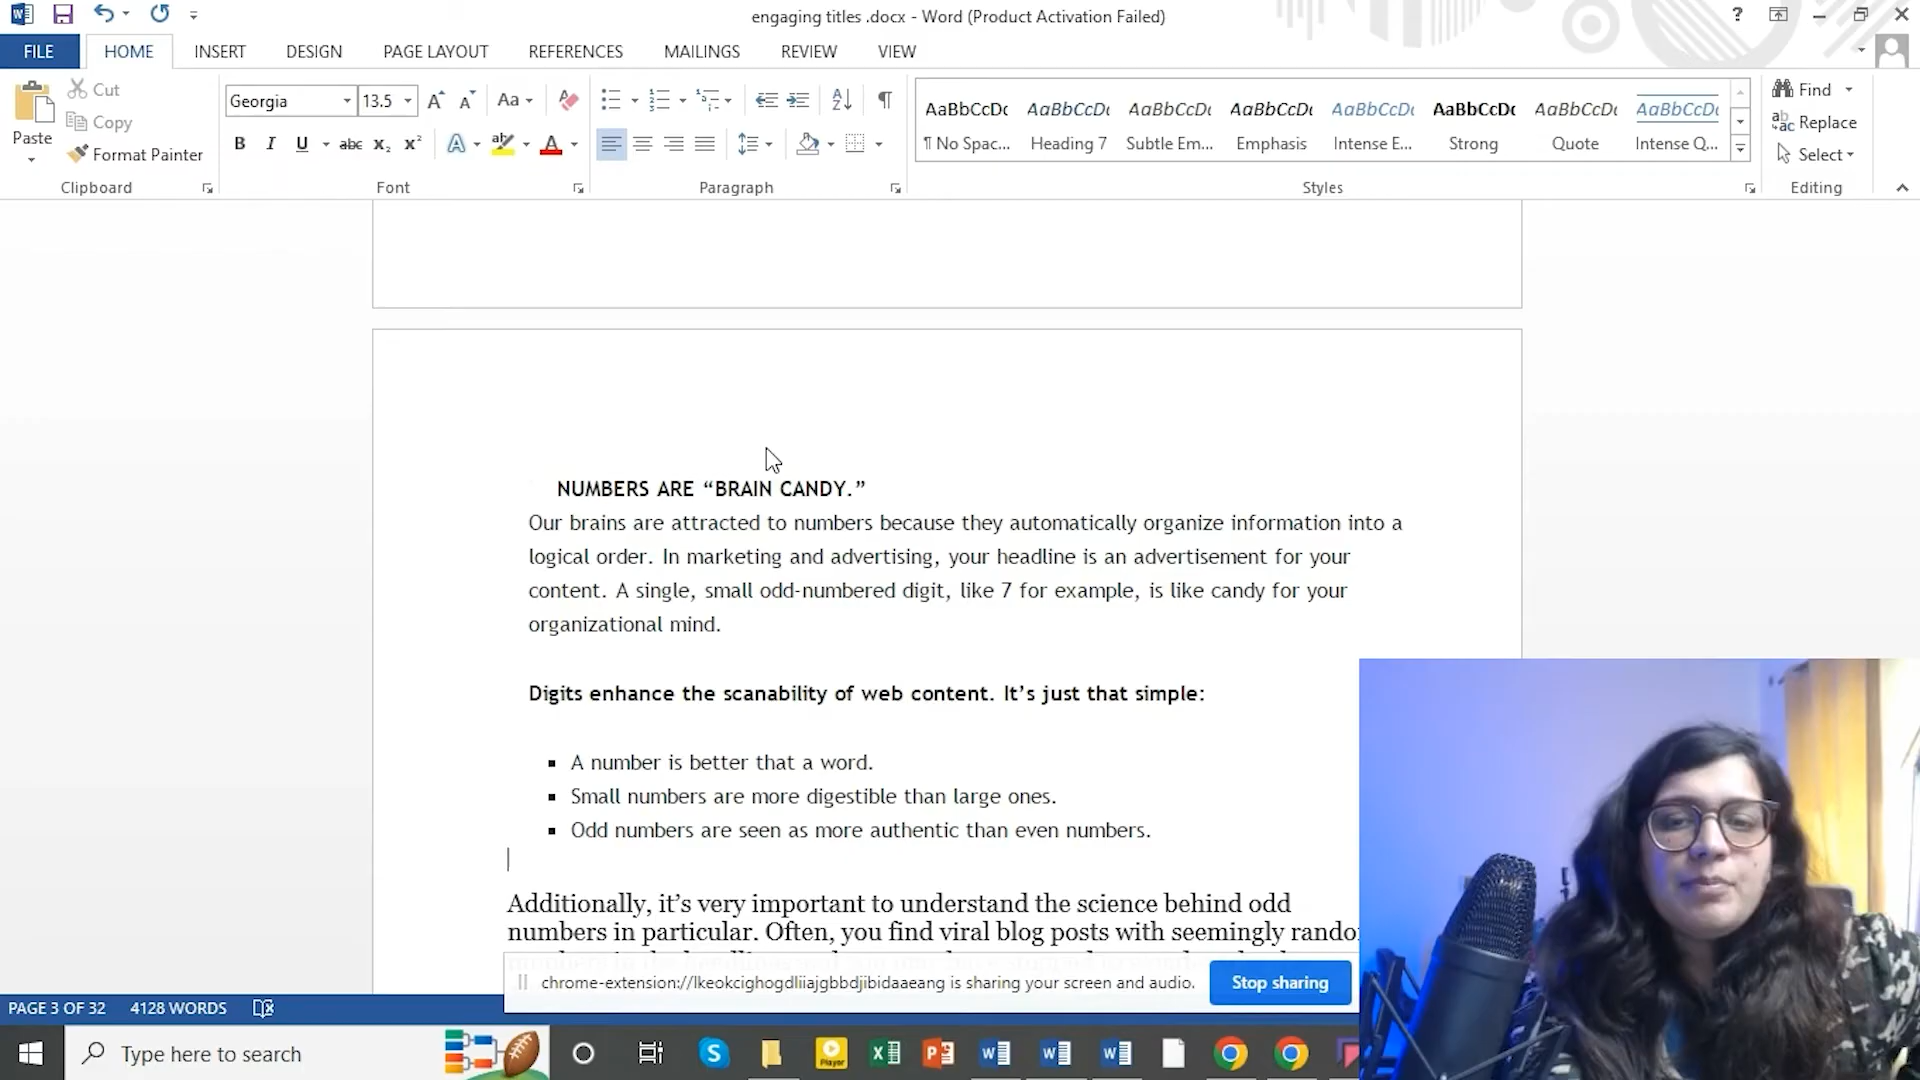 engaging titles .docx - Word (Product Activation Failed)
FILE HOME INSERT DESIGN PAGE LAYOUT REFERENCES MAILINGS REVIEW VIEW
Cut
Copy
Format Painter
Paste
Clipboard
Georgia 13.5
Font
Paragraph
AaBbCcDc AaBbCcDc AaBbCcDc AaBbCcDc AaBbCcDc AaBbCcDc AaBbCcDc AaBbCcDc
¶ No Spac... Heading 7 Subtle Em... Emphasis Intense E... Strong Quote Intense Q...
Styles
Find
Replace
Select
Editing
NUMBERS ARE “BRAIN CANDY.”
Our brains are attracted to numbers because they automatically organize information into a
logical order. In marketing and advertising, your headline is an advertisement for your
content. A single, small odd-numbered digit, like 7 for example, is like candy for your
organizational mind.
Digits enhance the scanability of web content. It’s just that simple:
▪ A number is better that a word.
▪ Small numbers are more digestible than large ones.
▪ Odd numbers are seen as more authentic than even numbers.
Additionally, it’s very important to understand the science behind odd
numbers in particular. Often, you find viral blog posts with seemingly
chrome-extension://lkeokcighogdliiajgbbdjibidaaeang is sharing your screen and audio.
Stop sharing
PAGE 3 OF 32 4128 WORDS
Type here to search